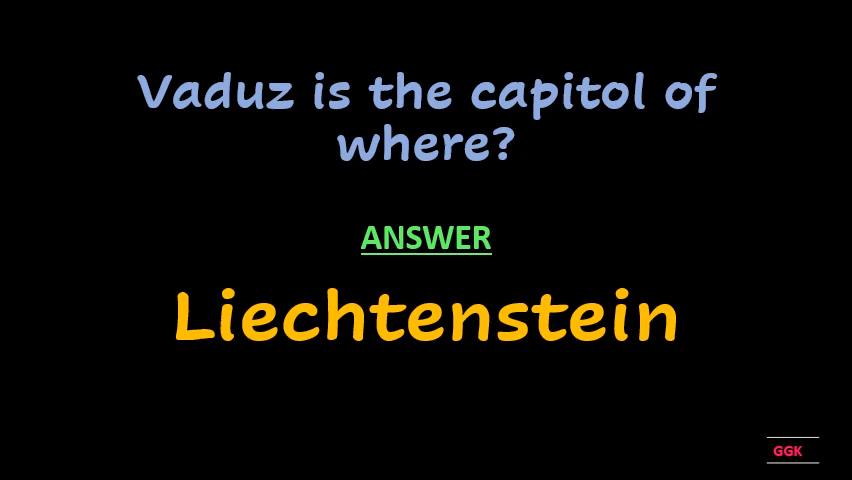 Vaduz is the capitol of
where?
ANSWER
Liechtenstein
GGK